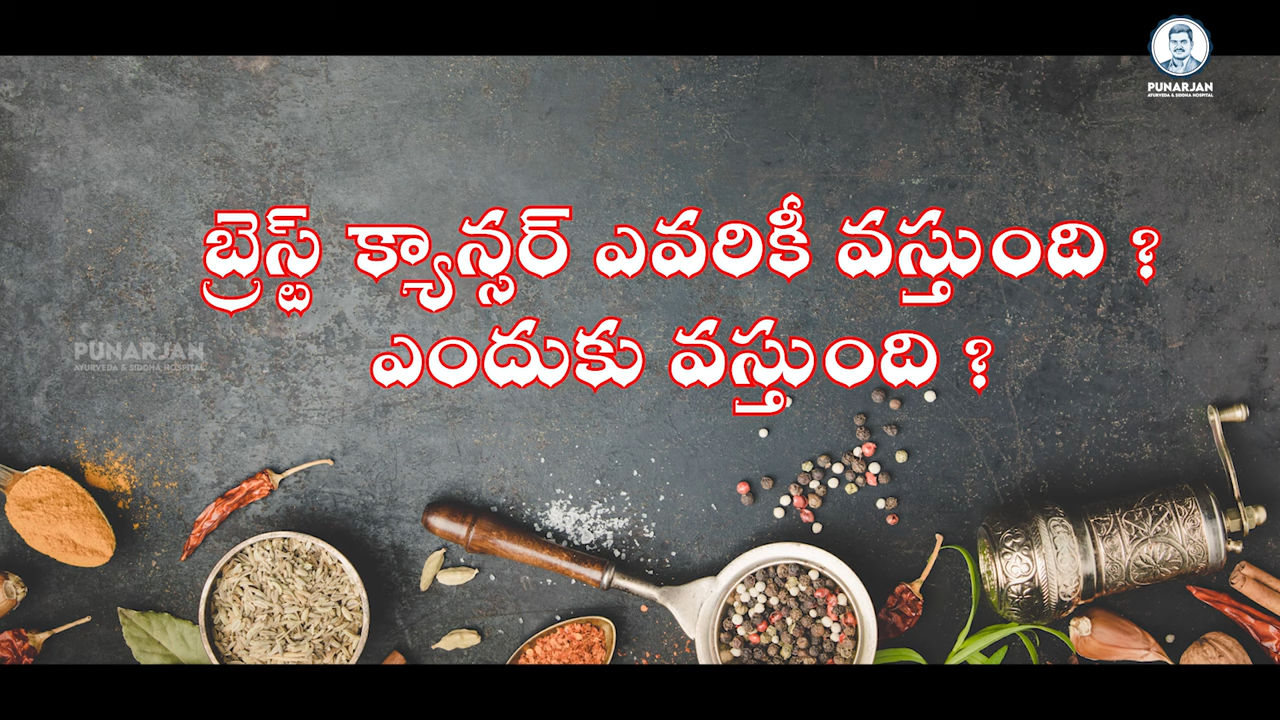 PUNARJAN
AYURVEDA & SIDDHA HOSPITAL
బ్రెస్ట్ క్యాన్సర్ ఎవరికీ వస్తుంది ?
ఎందుకు వస్తుంది ?
PUNARJAN
AYURVEDA & SIDDHA HOSPITAL